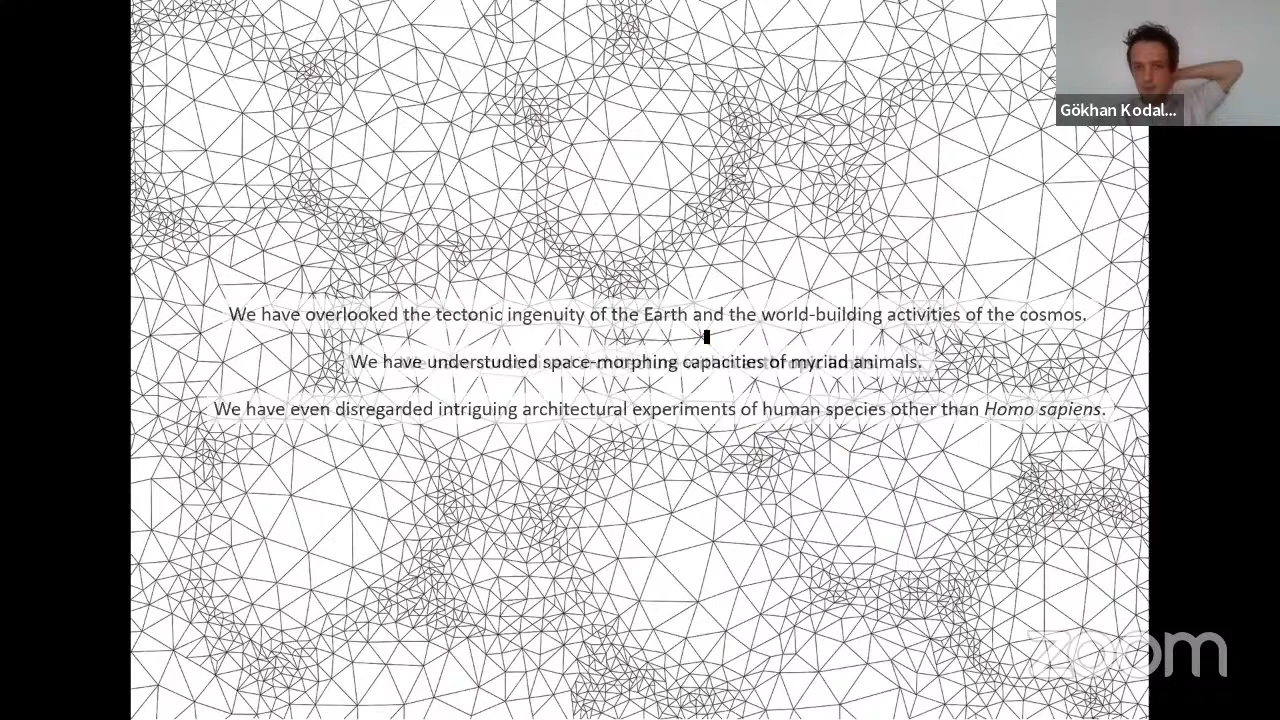 Gökhan Kodal...
We have overlooked the tectonic ingenuity of the Earth and the world-building activities of the cosmos.
We have understudied space-morphing capacities of myriad animals.
We have even disregarded intriguing architectural experiments of human species other than Homo sapiens.
zoom